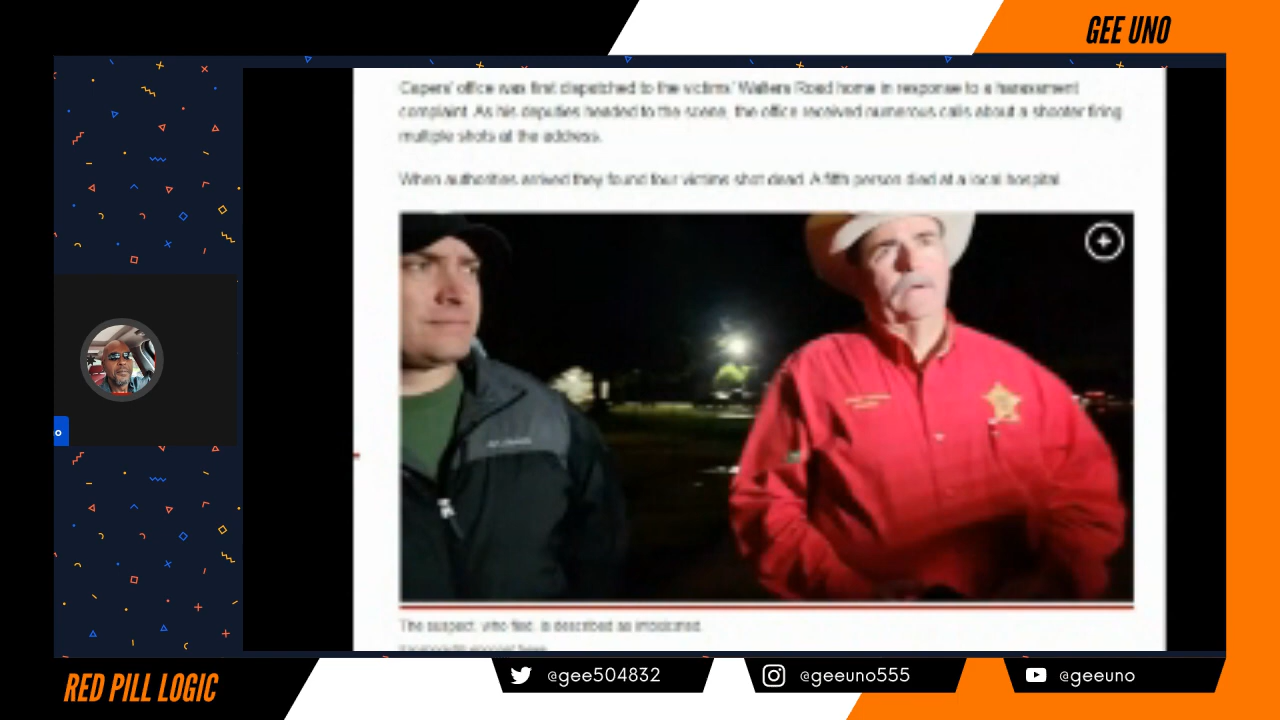 GEE UNO
Capers' office was first dispatched to the victims' Walters Road home in response to a harassment
complaint. As his deputies headed to the scene, the office received numerous calls about a shooter firing
multiple shots at the address.
When authorities arrived they found four victims shot dead. A fifth person died at a local hospital.
The suspect, who fled, is described as intoxicated.
RED PILL LOGIC
@gee504832
@geeuno555
@geeuno